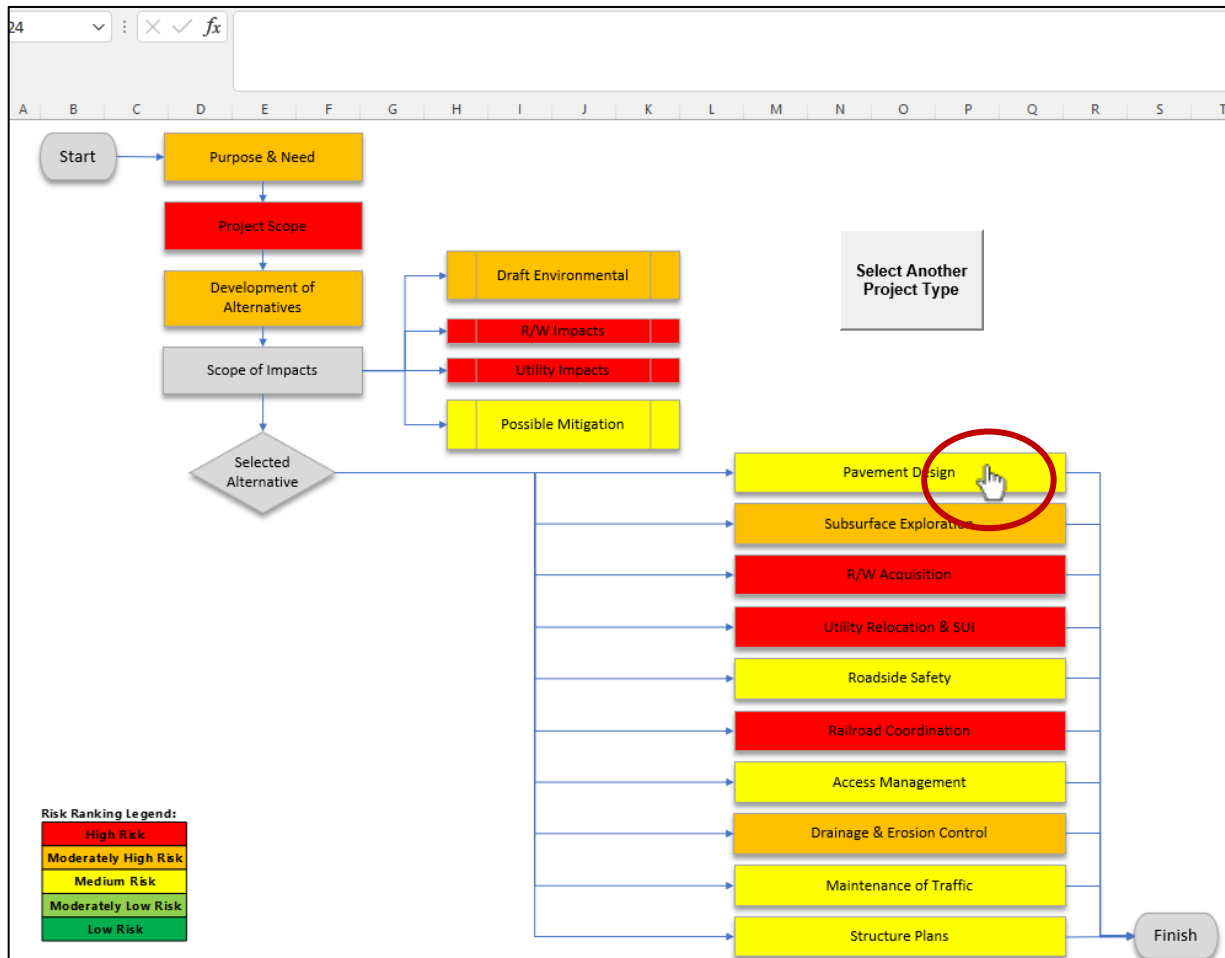 24
fx
A B C D E F G H I J K L M N O P Q R S T
Start
Purpose & Need
Project Scope
Development of
Alternatives
Scope of Impacts
Draft Environmental
R/W Impacts
Utility Impacts
Possible Mitigation
Select Another
Project Type
Selected
Alternative
Pavement Design
Subsurface Exploration
R/W Acquisition
Utility Relocation & SUI
Roadside Safety
Railroad Coordination
Access Management
Drainage & Erosion Control
Maintenance of Traffic
Structure Plans
Finish
Risk Ranking Legend:
High Risk
Moderately High Risk
Medium Risk
Moderately Low Risk
Low Risk